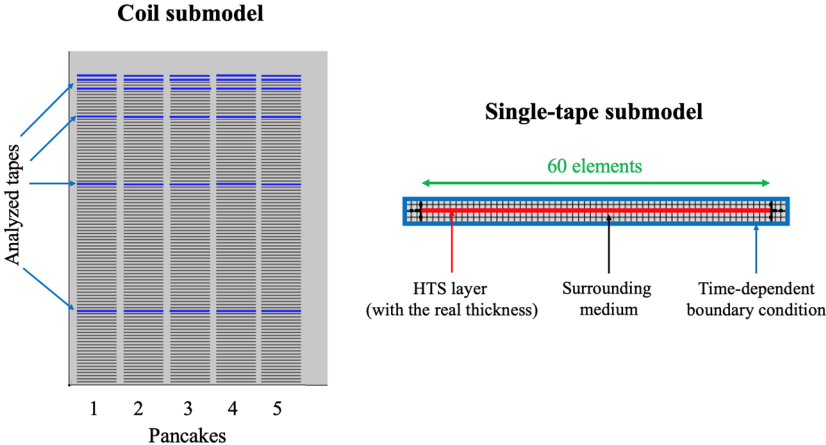 Coil submodel
Analyzed tapes
1 2 3 4 5
Pancakes
Single-tape submodel
60 elements
HTS layer
(with the real thickness)
Surrounding
medium
Time-dependent
boundary condition